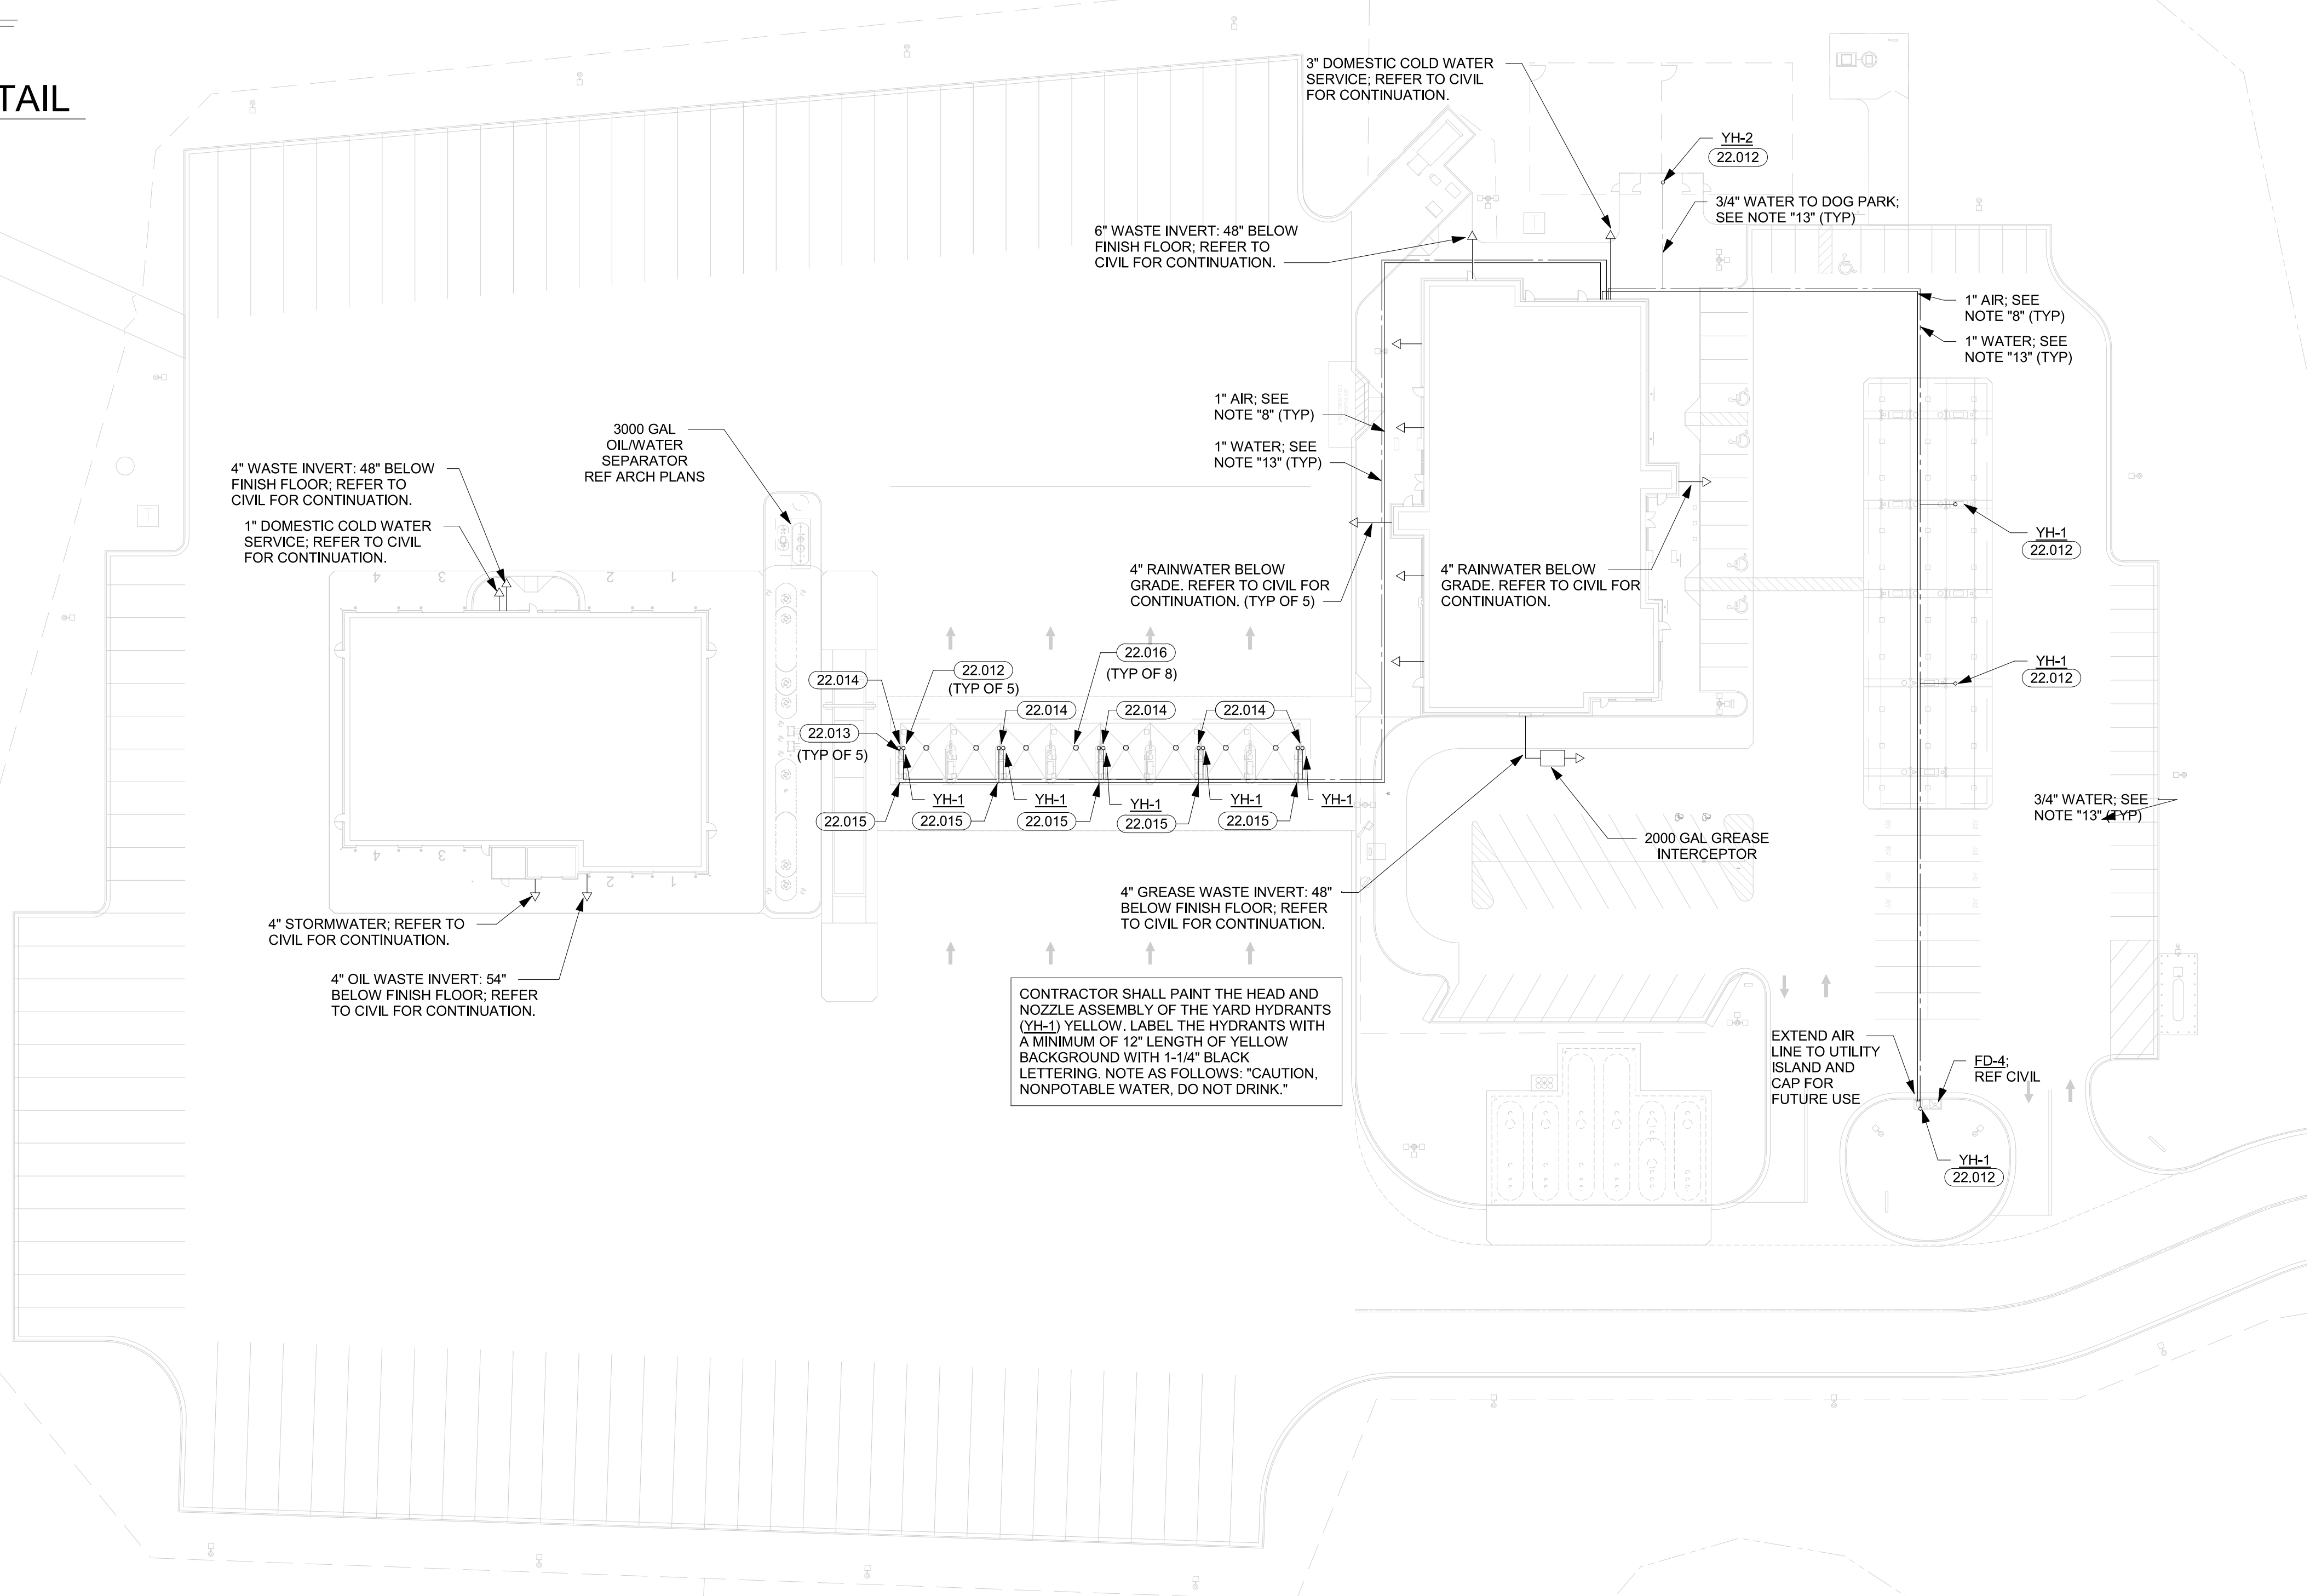 TAIL
3" DOMESTIC COLD WATER
SERVICE; REFER TO CIVIL
FOR CONTINUATION.
YH-2
22.012
3/4" WATER TO DOG PARK;
SEE NOTE "13" (TYP)
6" WASTE INVERT: 48" BELOW
FINISH FLOOR; REFER TO
CIVIL FOR CONTINUATION.
1" AIR; SEE
NOTE "8" (TYP)
1" WATER; SEE
NOTE "13" (TYP)
1" AIR; SEE
NOTE "8" (TYP)
1" WATER; SEE
NOTE "13" (TYP)
3000 GAL
OIL/WATER
SEPARATOR
REF ARCH PLANS
4" WASTE INVERT: 48" BELOW
FINISH FLOOR; REFER TO
CIVIL FOR CONTINUATION.
1" DOMESTIC COLD WATER
SERVICE; REFER TO CIVIL
FOR CONTINUATION.
YH-1
22.012
4" RAINWATER BELOW
GRADE. REFER TO CIVIL FOR
CONTINUATION. (TYP OF 5)
4" RAINWATER BELOW
GRADE. REFER TO CIVIL FOR
CONTINUATION.
4 3 2 1
YH-1
22.012
22.014
22.012
(TYP OF 5)
22.016
(TYP OF 8)
22.014
22.014
22.014
22.013
(TYP OF 5)
YH-1
YH-1
YH-1
YH-1
YH-1
22.015
22.015
22.015
22.015
22.015
3/4" WATER; SEE
NOTE "13" (TYP)
2000 GAL GREASE
INTERCEPTOR
4 3 2 1
4" GREASE WASTE INVERT: 48"
BELOW FINISH FLOOR; REFER
TO CIVIL FOR CONTINUATION.
4" STORMWATER; REFER TO
CIVIL FOR CONTINUATION.
4" OIL WASTE INVERT: 54"
BELOW FINISH FLOOR; REFER
TO CIVIL FOR CONTINUATION.
CONTRACTOR SHALL PAINT THE HEAD AND
NOZZLE ASSEMBLY OF THE YARD HYDRANTS
(YH-1) YELLOW. LABEL THE HYDRANTS WITH
A MINIMUM OF 12" LENGTH OF YELLOW
BACKGROUND WITH 1-1/4" BLACK
LETTERING. NOTE AS FOLLOWS: "CAUTION,
NONPOTABLE WATER, DO NOT DRINK."
EXTEND AIR
LINE TO UTILITY
ISLAND AND
CAP FOR
FUTURE USE
FD-4;
REF CIVIL
YH-1
22.012